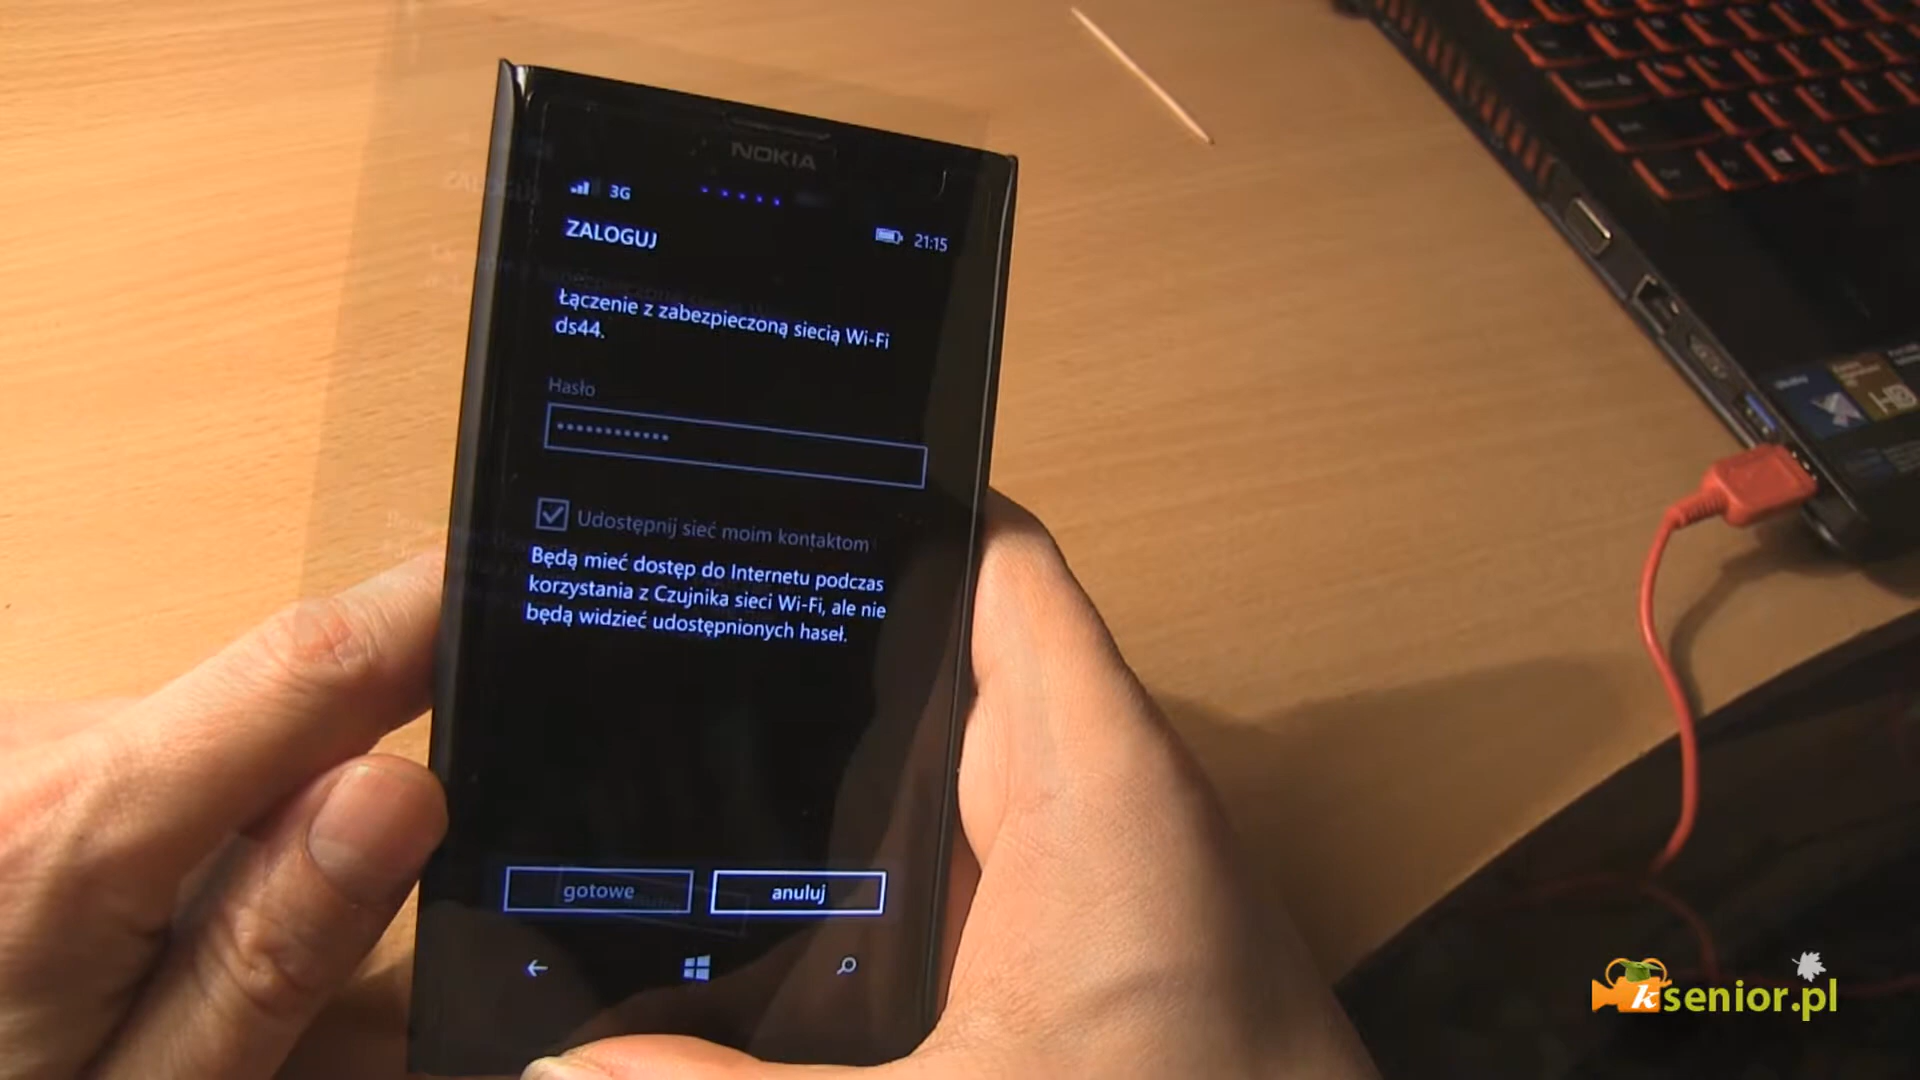 NOKIA
3G
21:15
ZALOGUJ
Łączenie z zabezpieczoną siecią Wi-Fi
ds44.
Hasło
Udostępnij sieć moim kontaktom
Będą mieć dostęp do Internetu podczas
korzystania z Czujnika sieci Wi-Fi, ale nie
będą widzieć udostępnionych haseł.
gotowe
anuluj
ksenior.pl